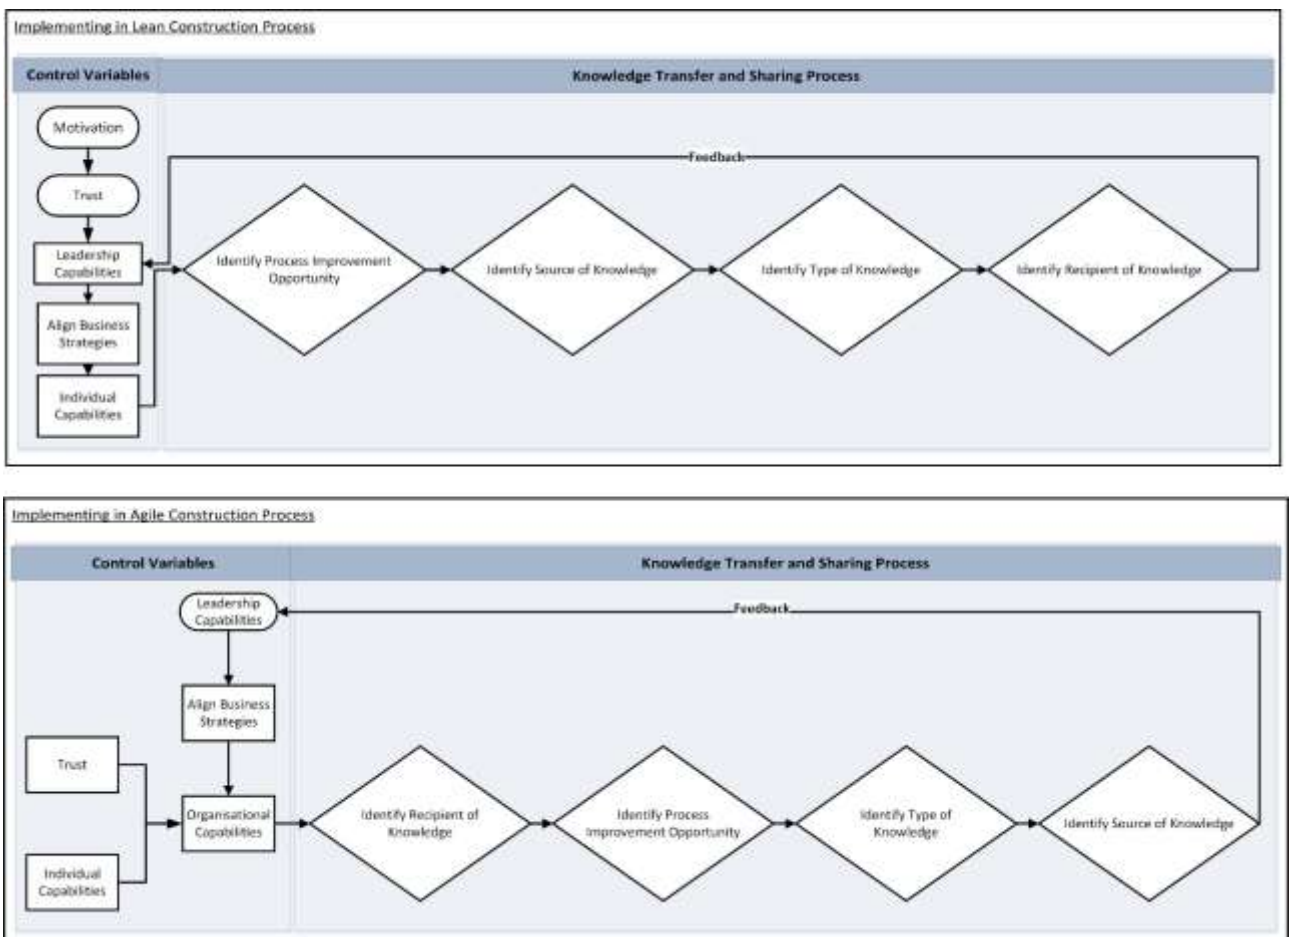 Implementing in Lean Construction Process
Control Variables
Knowledge Transfer and Sharing Process
Motivation
Trust
Leadership
Capabilities
Align Business
Strategies
Individual
Capabilities
Feedback
Identify Process Improvement
Opportunity
Identify Source of Knowledge
Identify Type of Knowledge
Identify Recipient of Knowledge
Implementing in Agile Construction Process
Control Variables
Knowledge Transfer and Sharing Process
Leadership
Capabilities
Feedback
Align Business
Strategies
Trust
Organisational
Capabilities
Individual
Capabilities
Identify Recipient of
Knowledge
Identify Process
Improvement Opportunity
Identify Type of
Knowledge
Identify Source of Knowledge